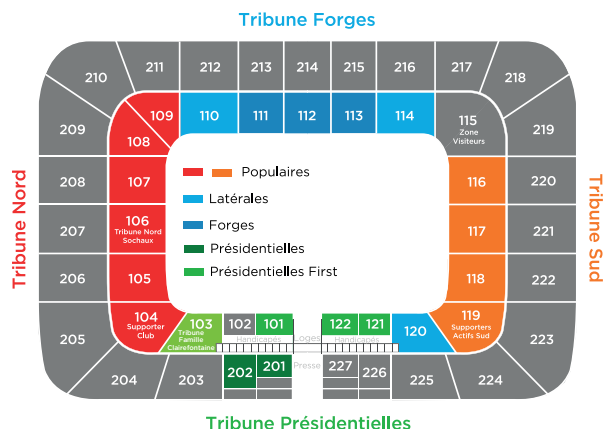 Tribune Forges
210
211
212
213
214
215
216
217
218
209
109
110
111
112
113
114
115
Zone
Visiteurs
219
108
208
107
Populaires
116
220
Latérales
Tribune Nord
207
106
Tribune Nord
Sochaux
Forges
117
221
Tribune Sud
Présidentielles
206
105
Présidentielles First
118
222
205
104
Supporter
Club
103
Tribune
Famille
Clairefontaine
102
101
Handicapés
Loges
122
121
Handicapés
120
119
Supporters
Actifs Sud
223
204
203
202
201
Presse
227
226
225
224
Tribune Présidentielles